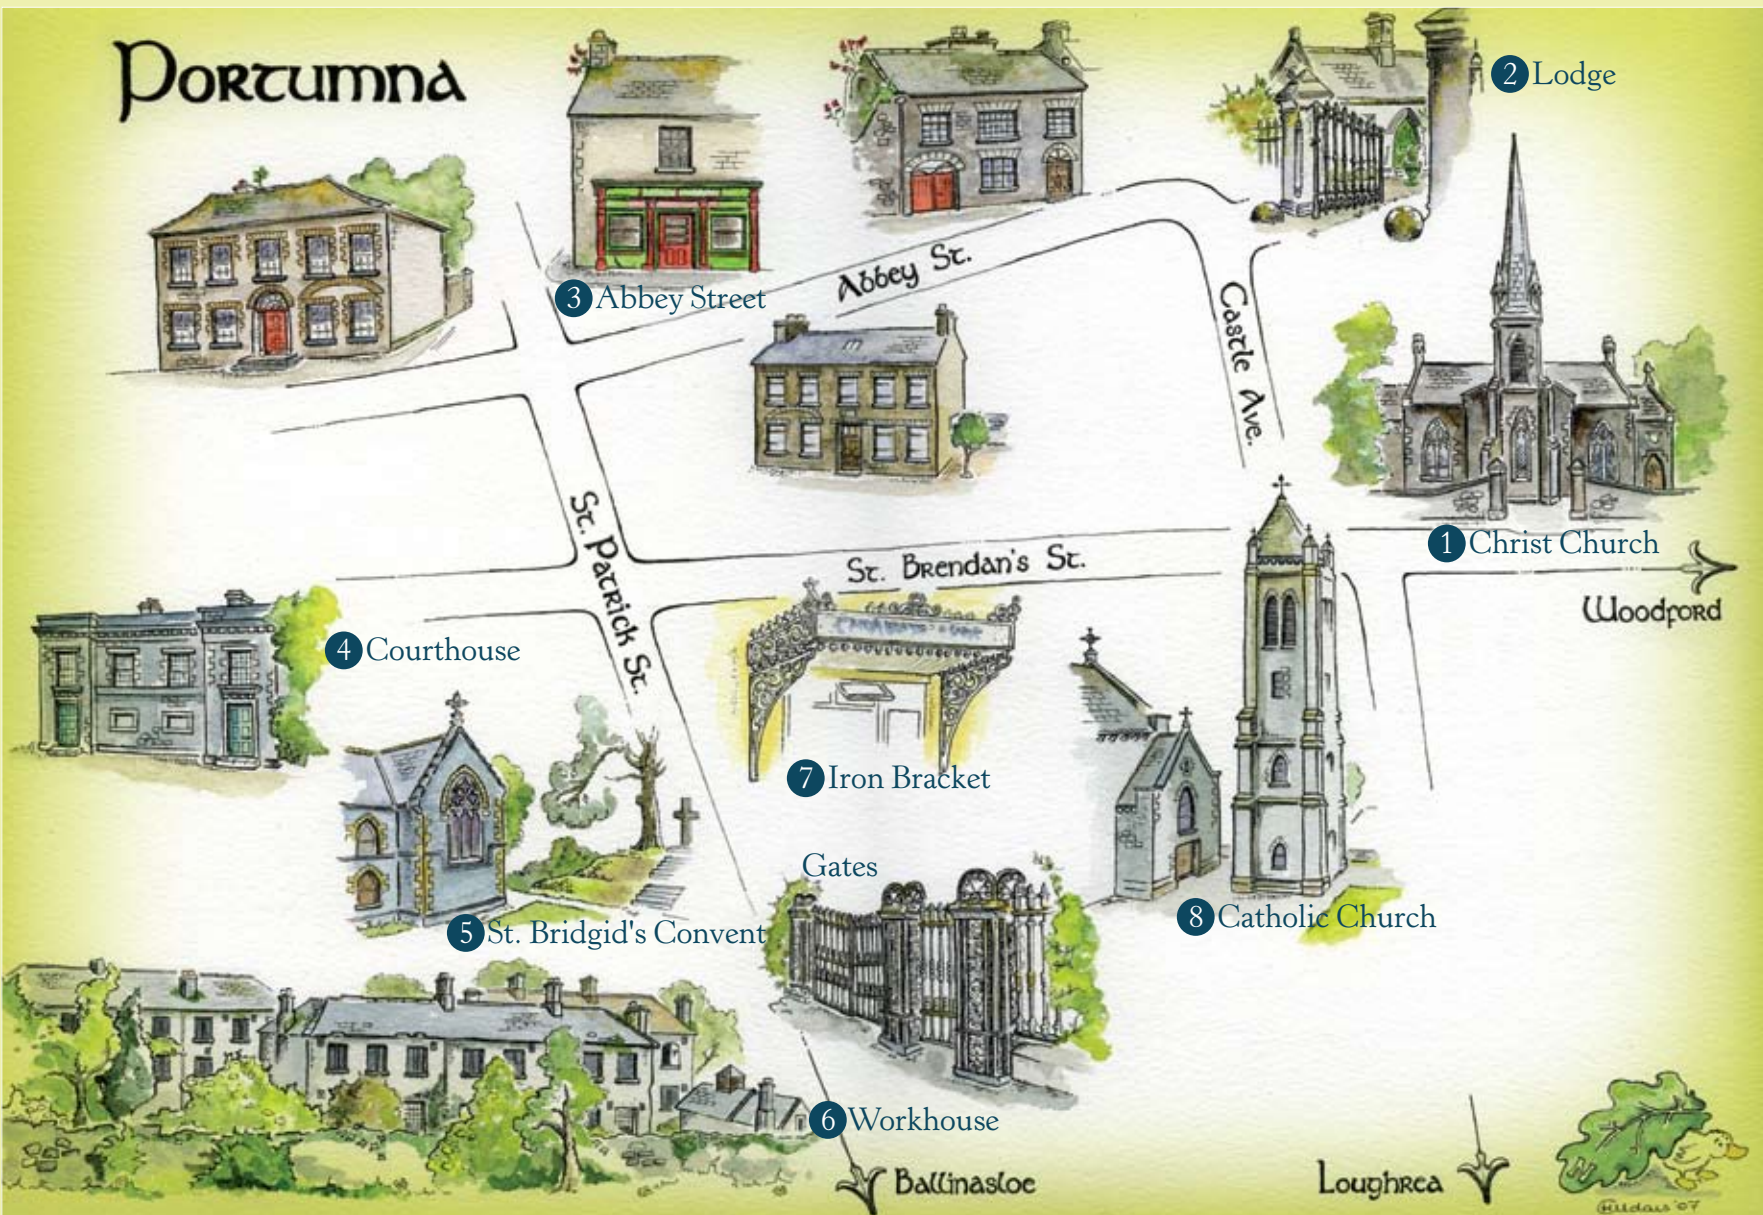 Portumna
2 Lodge
3 Abbey Street
Abbey St.
Castle Ave.
1 Christ Church
St. Patrick St.
St. Brendan's St.
Woodford
4 Courthouse
7 Iron Bracket
Gates
5 St. Bridgid's Convent
8 Catholic Church
6 Workhouse
Ballinasloe
Loughrea
'07